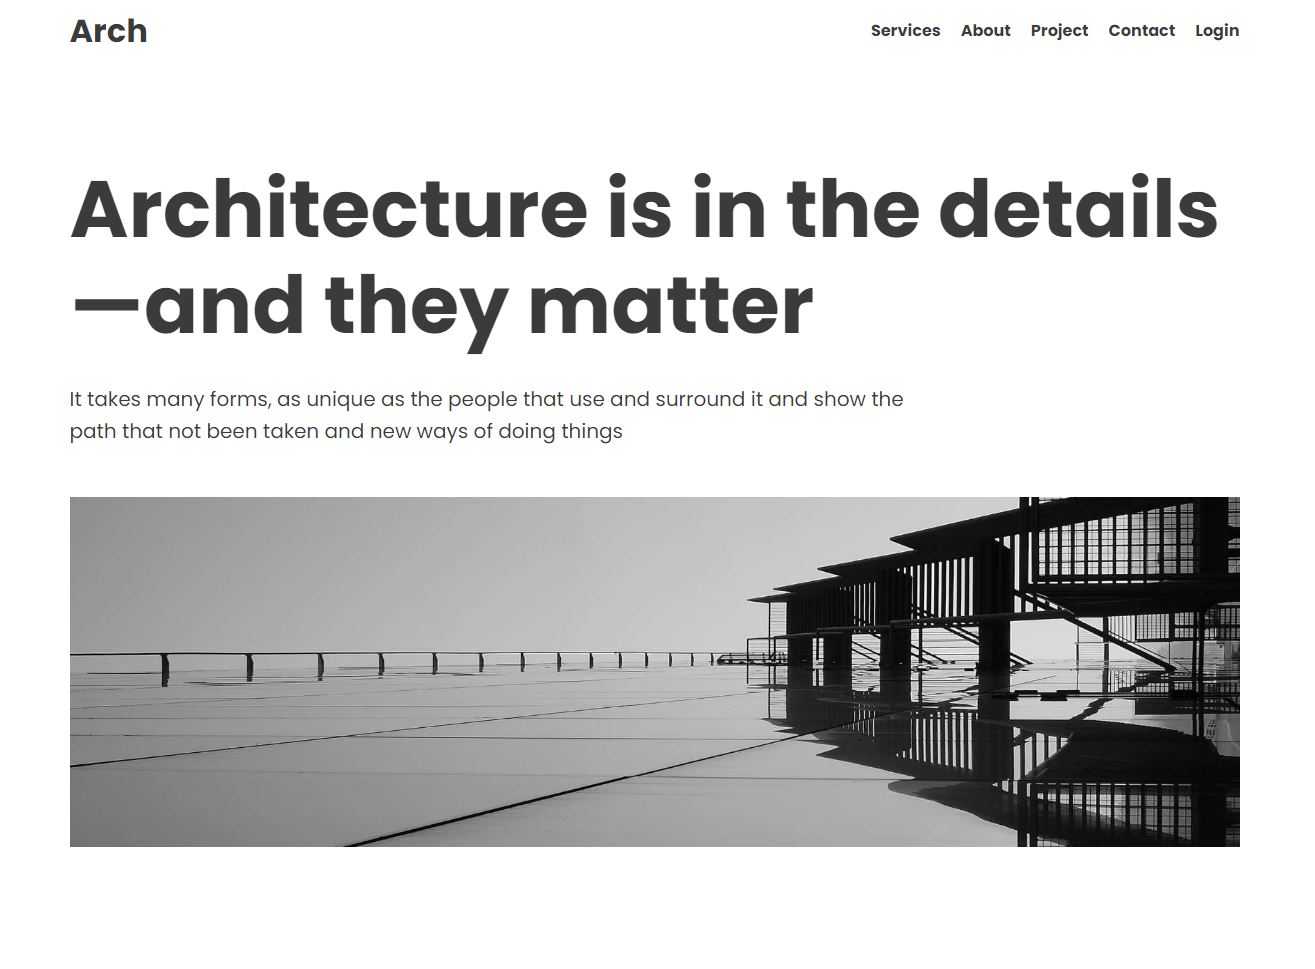 Arch
Services About Project Contact Login
Architecture is in the details
—and they matter
It takes many forms, as unique as the people that use and surround it and show the
path that not been taken and new ways of doing things